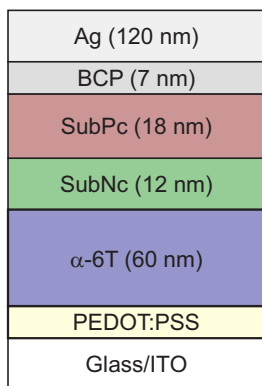 Ag (120 nm)
BCP (7 nm)
SubPc (18 nm)
SubNc (12 nm)
α-6T (60 nm)
PEDOT:PSS
Glass/ITO